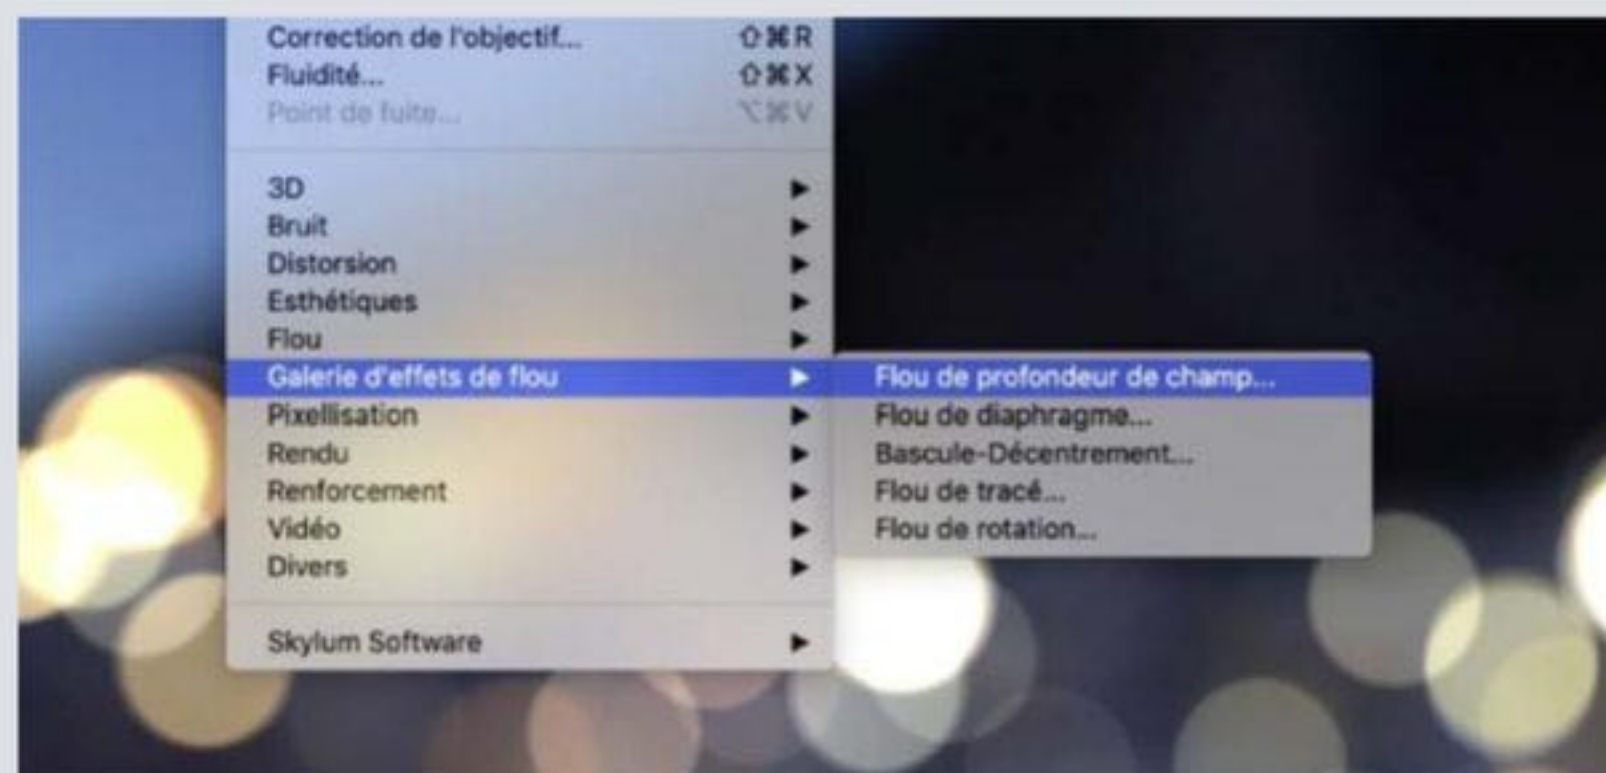 Correction de l'objectif... ⇧⌘R
Fluidité... ⇧⌘X
Point de fuite... ⌥⌘V
3D ▶
Bruit ▶
Distorsion ▶
Esthétiques ▶
Flou ▶
Galerie d'effets de flou ▶
Flou de profondeur de champ...
Pixellisation ▶
Flou de diaphragme...
Rendu ▶
Bascule-Décentrement...
Renforcement ▶
Flou de tracé...
Vidéo ▶
Flou de rotation...
Divers ▶
Skylum Software ▶